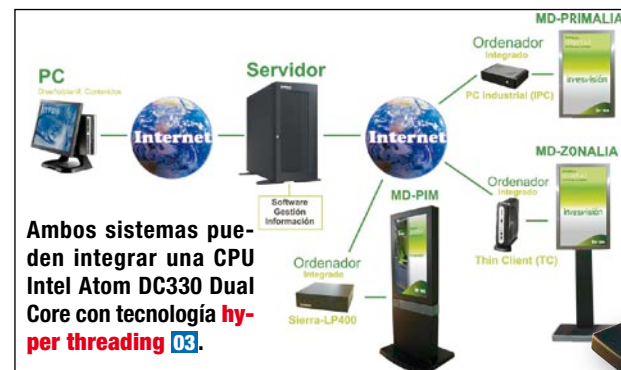 MD-PRIMALIA
Ordenador
Integrado
PC Industrial (IPC)
invesvisión
PC
Servidor
Internet
Internet
Software
Gestión
Información
MD-ZONALIA
Ordenador
Integrado
Thin Client (TC)
invesvisión
MD-PIM
Ordenador
Integrado
Sierra-LP400
Ambos sistemas pue-
den integrar una CPU
Intel Atom DC330 Dual
Core con tecnología hy-
per threading 03.